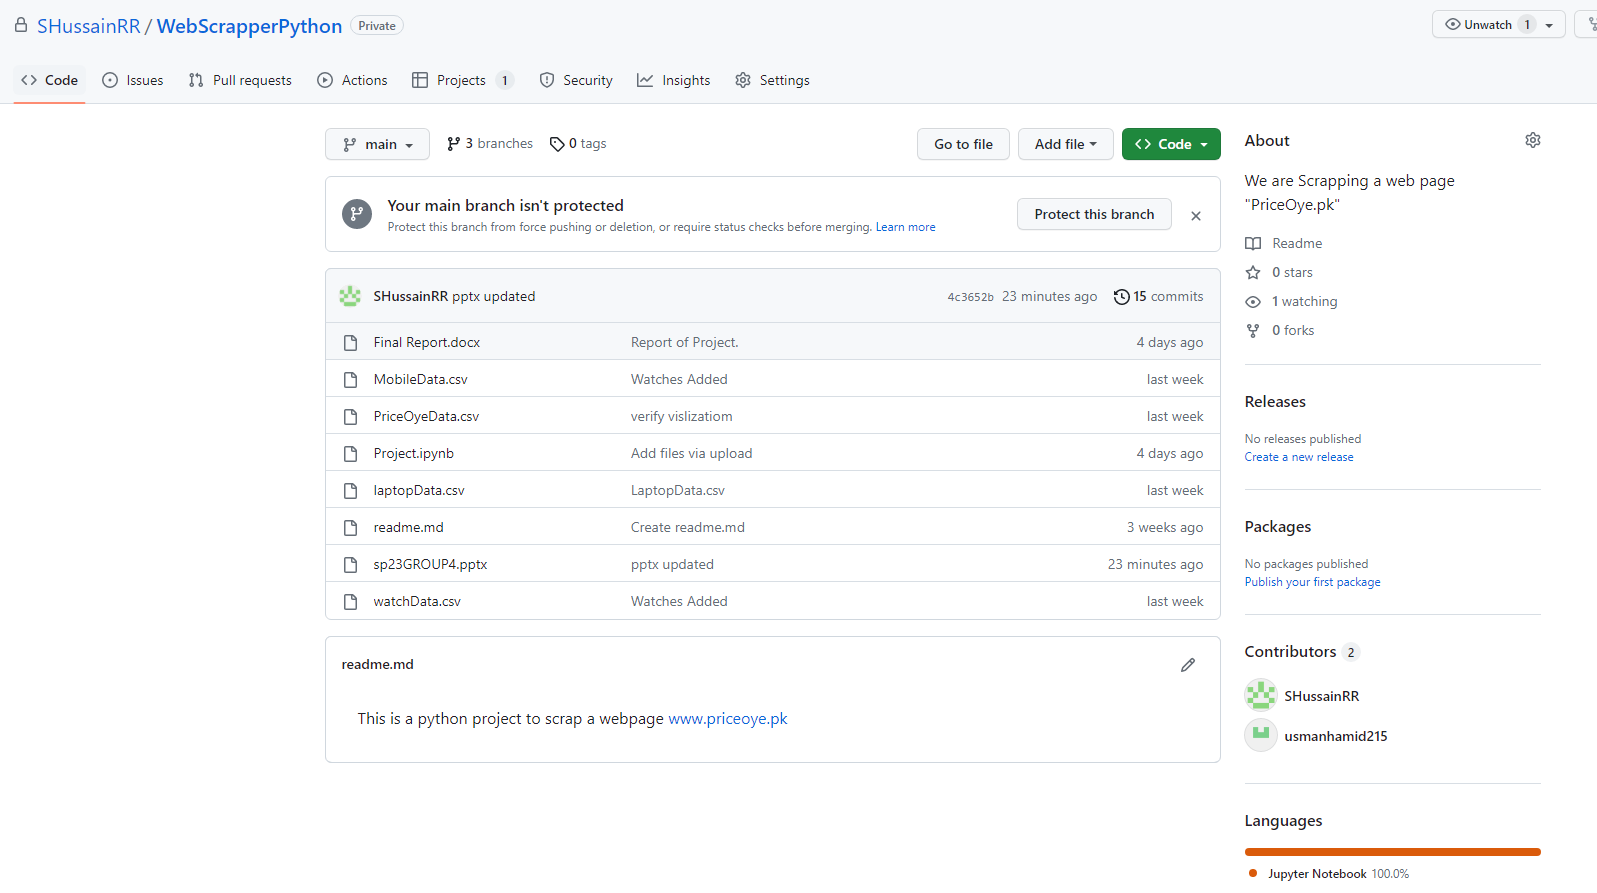 SHussainRR / WebScrapperPython Private
Unwatch 1
Code Issues Pull requests Actions Projects 1 Security Insights Settings
main 3 branches 0 tags Go to file Add file Code
Your main branch isn't protected
Protect this branch from force pushing or deletion, or require status checks before merging. Learn more
Protect this branch
SHussainRR pptx updated 4c3652b 23 minutes ago 15 commits
Final Report.docx Report of Project. 4 days ago
MobileData.csv Watches Added last week
PriceOyeData.csv verify vislizatiom last week
Project.ipynb Add files via upload 4 days ago
laptopData.csv LaptopData.csv last week
readme.md Create readme.md 3 weeks ago
sp23GROUP4.pptx pptx updated 23 minutes ago
watchData.csv Watches Added last week
readme.md
This is a python project to scrap a webpage www.priceoye.pk
About
We are Scrapping a web page
"PriceOye.pk"
Readme
0 stars
1 watching
0 forks
Releases
No releases published
Create a new release
Packages
No packages published
Publish your first package
Contributors 2
SHussainRR
usmanhamid215
Languages
Jupyter Notebook 100.0%